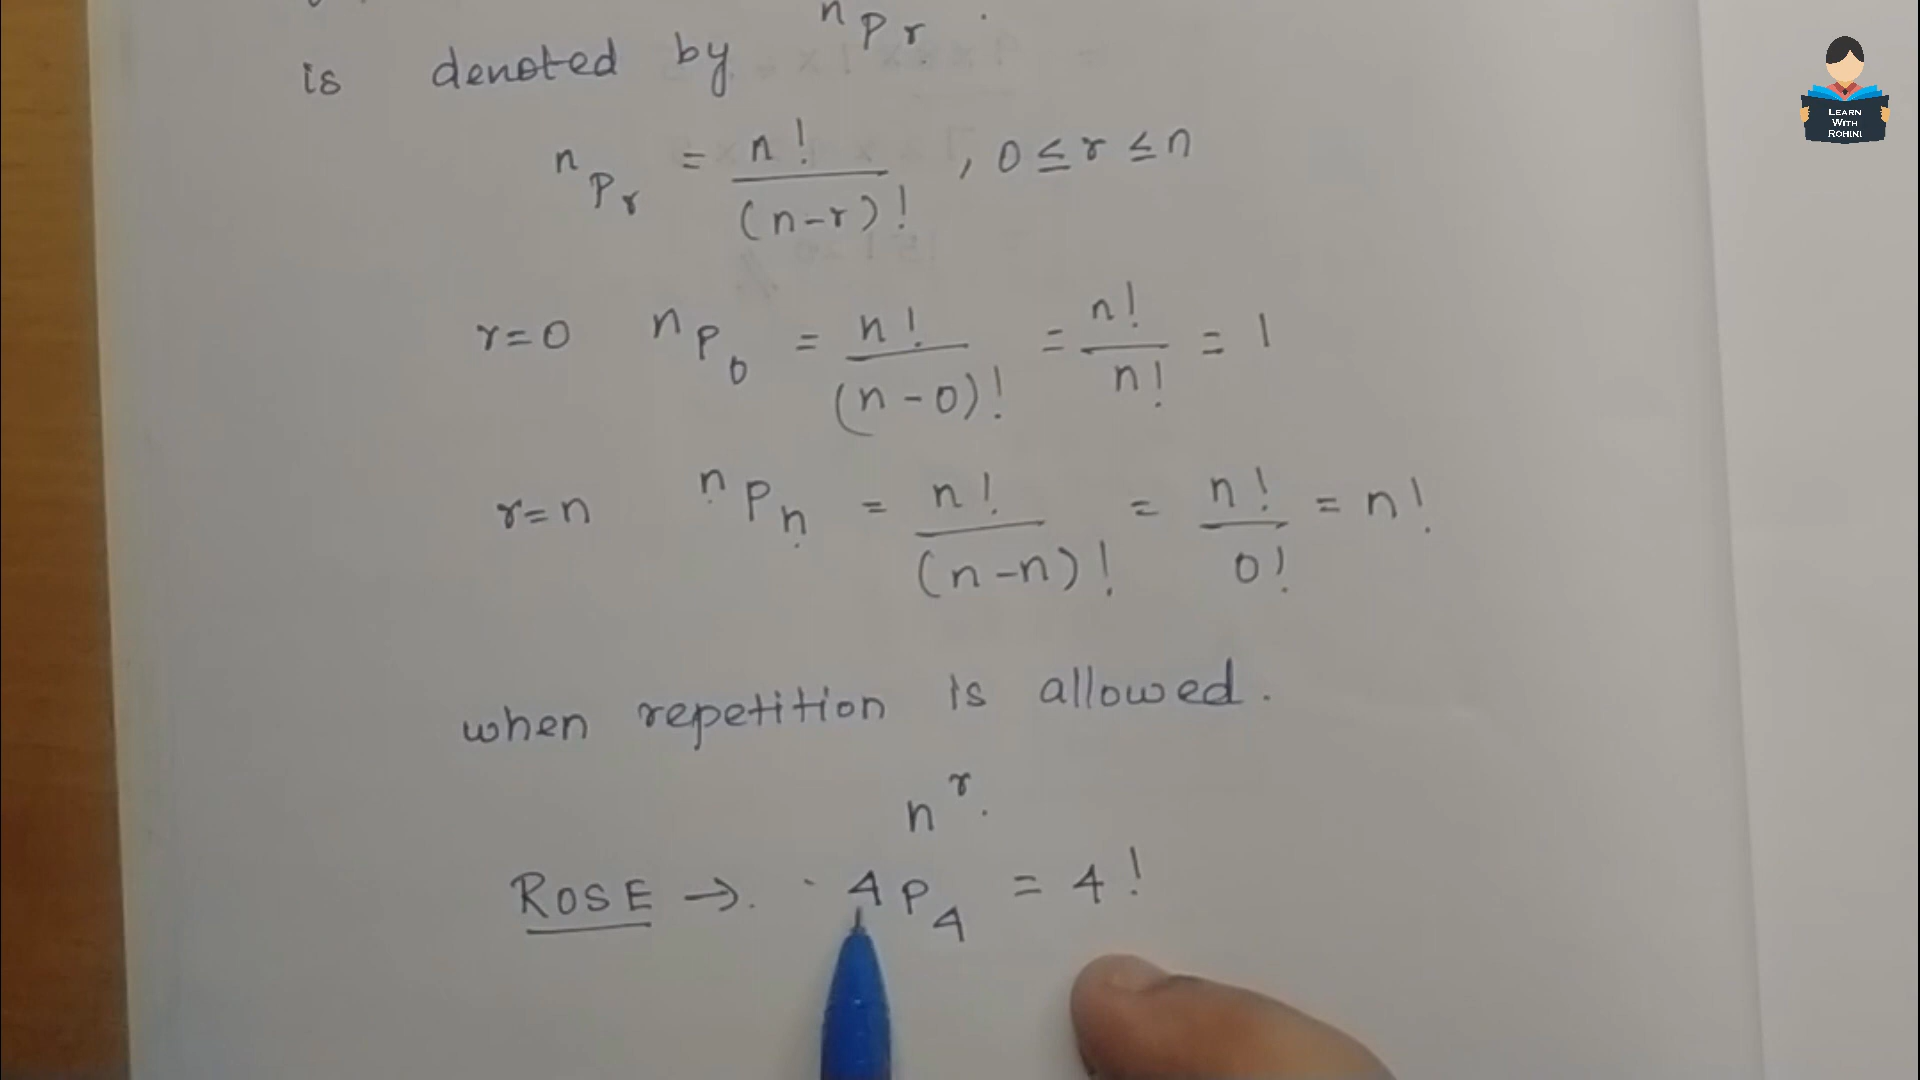 is denoted by nPr.
nPr = n! / (n-r)! , 0 ≤ r ≤ n
r=0 nP0 = n! / (n-0)! = n! / n! = 1
r=n nPn = n! / (n-n)! = n! / 0! = n!
when repetition is allowed.
n^r.
ROSE → . 4P4 = 4!
LEARN
WITH
ROHINI